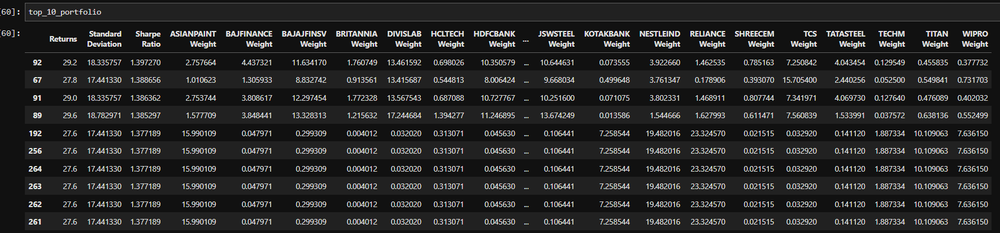 [60]: top_10_portfolio
[60]: Returns Standard Deviation Sharpe Ratio ASIANPAINT Weight BAJFINANCE Weight BAJAJFINSV Weight BRITANNIA Weight DIVISLAB Weight HCLTECH Weight HDFCBANK Weight ... JSWSTEEL Weight KOTAKBANK Weight NESTLEIND Weight RELIANCE Weight SHREECEM Weight TCS Weight TATASTEEL Weight TECHM Weight TITAN Weight WIPRO Weight
92 29.2 18.335757 1.397270 2.757664 4.437321 11.634170 1.760749 13.461592 0.698026 10.350579 ... 10.644631 0.073555 3.922660 1.462535 0.785163 7.250842 4.043454 0.129549 0.455835 0.377732
67 27.8 17.441330 1.388656 1.010623 1.305933 8.832742 0.913561 13.415687 0.544813 8.006424 ... 9.668034 0.499648 3.761347 0.178906 0.393070 15.705400 2.440256 0.052500 0.549841 0.731703
91 29.0 18.335757 1.386362 2.753744 3.808617 12.297454 1.772328 13.567543 0.687088 10.727767 ... 10.251600 0.071075 3.802331 1.468911 0.807744 7.341971 4.069730 0.127640 0.476089 0.402032
89 29.6 18.782971 1.385297 1.577709 3.848441 13.328313 1.215632 17.244684 1.394277 11.246895 ... 13.674249 0.013586 1.544666 1.627993 0.611471 7.560839 1.533991 0.037572 0.638136 0.552499
192 27.6 17.441330 1.377189 15.990109 0.047971 0.299309 0.004012 0.032020 0.313071 0.045630 ... 0.106441 7.258544 19.482016 23.324570 0.021515 0.032920 0.141120 1.887334 10.109063 7.636150
256 27.6 17.441330 1.377189 15.990109 0.047971 0.299309 0.004012 0.032020 0.313071 0.045630 ... 0.106441 7.258544 19.482016 23.324570 0.021515 0.032920 0.141120 1.887334 10.109063 7.636150
264 27.6 17.441330 1.377189 15.990109 0.047971 0.299309 0.004012 0.032020 0.313071 0.045630 ... 0.106441 7.258544 19.482016 23.324570 0.021515 0.032920 0.141120 1.887334 10.109063 7.636150
263 27.6 17.441330 1.377189 15.990109 0.047971 0.299309 0.004012 0.032020 0.313071 0.045630 ... 0.106441 7.258544 19.482016 23.324570 0.021515 0.032920 0.141120 1.887334 10.109063 7.636150
262 27.6 17.441330 1.377189 15.990109 0.047971 0.299309 0.004012 0.032020 0.313071 0.045630 ... 0.106441 7.258544 19.482016 23.324570 0.021515 0.032920 0.141120 1.887334 10.109063 7.636150
261 27.6 17.441330 1.377189 15.990109 0.047971 0.299309 0.004012 0.032020 0.313071 0.045630 ... 0.106441 7.258544 19.482016 23.324570 0.021515 0.032920 0.141120 1.887334 10.109063 7.636150